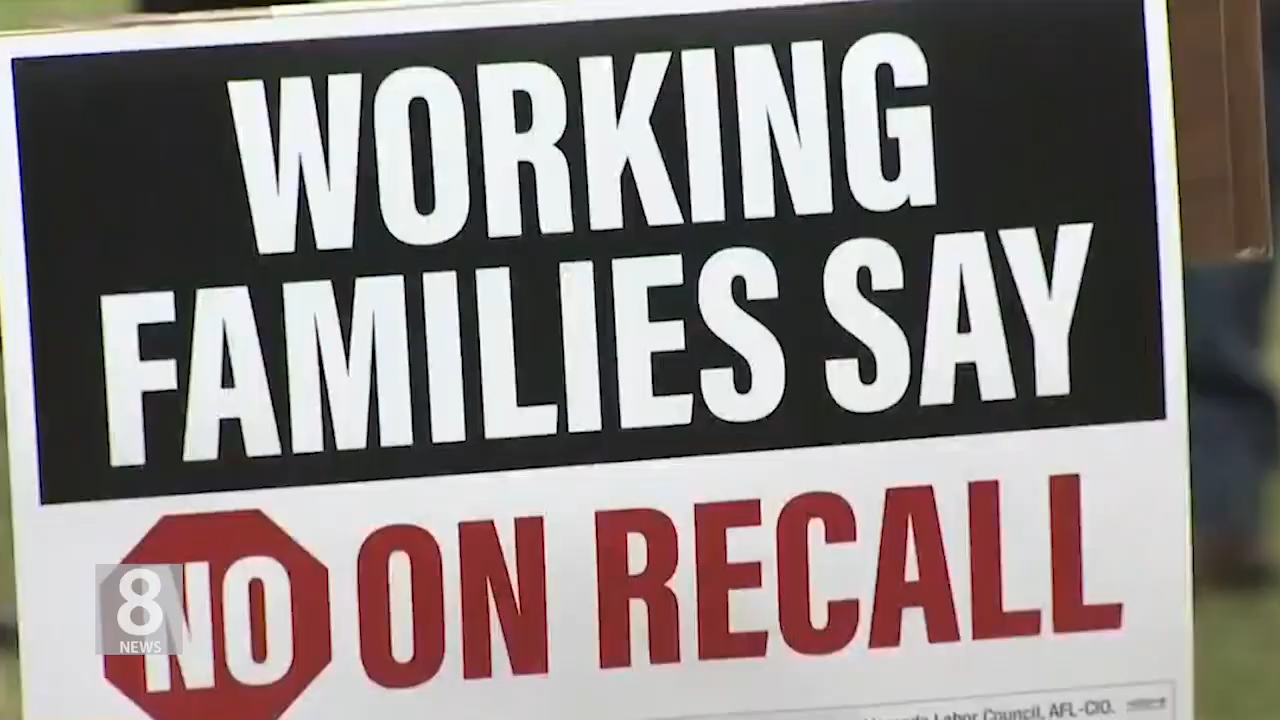 WORKING
FAMILIES SAY
NO ON RECALL
8
NEWS
Labor Council, AFL-CIO.